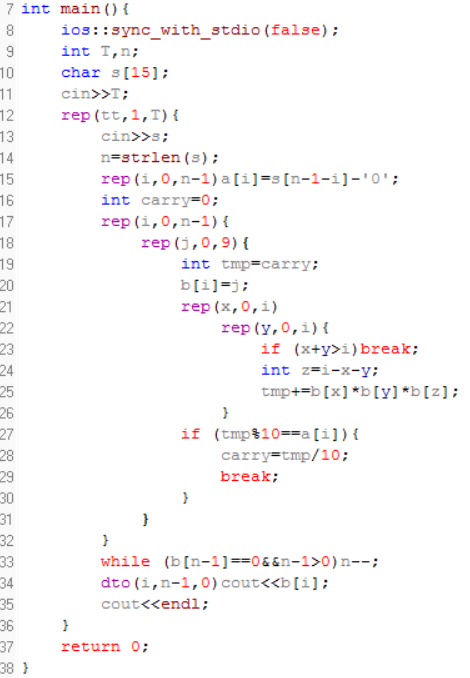 7 int main(){
8     ios::sync_with_stdio(false);
9     int T,n;
10     char s[15];
11     cin>>T;
12     rep(tt,1,T){
13         cin>>s;
14         n=strlen(s);
15         rep(i,0,n-1)a[i]=s[n-1-i]-'0';
16         int carry=0;
17         rep(i,0,n-1){
18             rep(j,0,9){
19                 int tmp=carry;
20                 b[i]=j;
21                 rep(x,0,i)
22                     rep(y,0,i){
23                         if (x+y>i)break;
24                         int z=i-x-y;
25                         tmp+=b[x]*b[y]*b[z];
26                     }
27                 if (tmp%10==a[i]){
28                     carry=tmp/10;
29                     break;
30                 }
31             }
32         }
33         while (b[n-1]==0&&n-1>0)n--;
34         dto(i,n-1,0)cout<<b[i];
35         cout<<endl;
36     }
37     return 0;
38 }